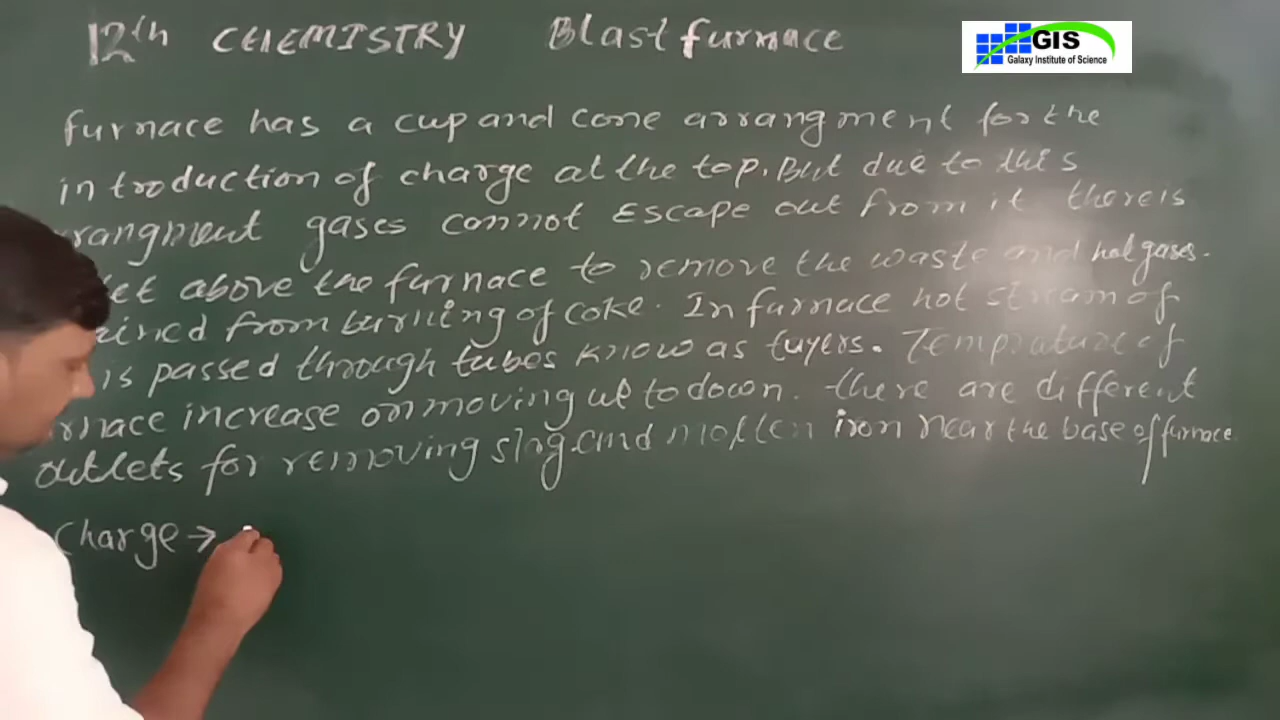 12th CHEMISTRY Blast furnace
GIS
Galaxy Institute of Science
furnace has a cup and cone arrangment for the
introduction of charge at the top. But due to this
rrangment gases cannot Escape out from it there is
let above the furnace to remove the waste and hot gases.
ained from burning of coke. In furnace hot stream of
is passed through tubes know as tuyers. Temprature of
rnace increase on moving up to down. there are different
outlets for removing slag and molten iron near the base of furnace.
Charge →